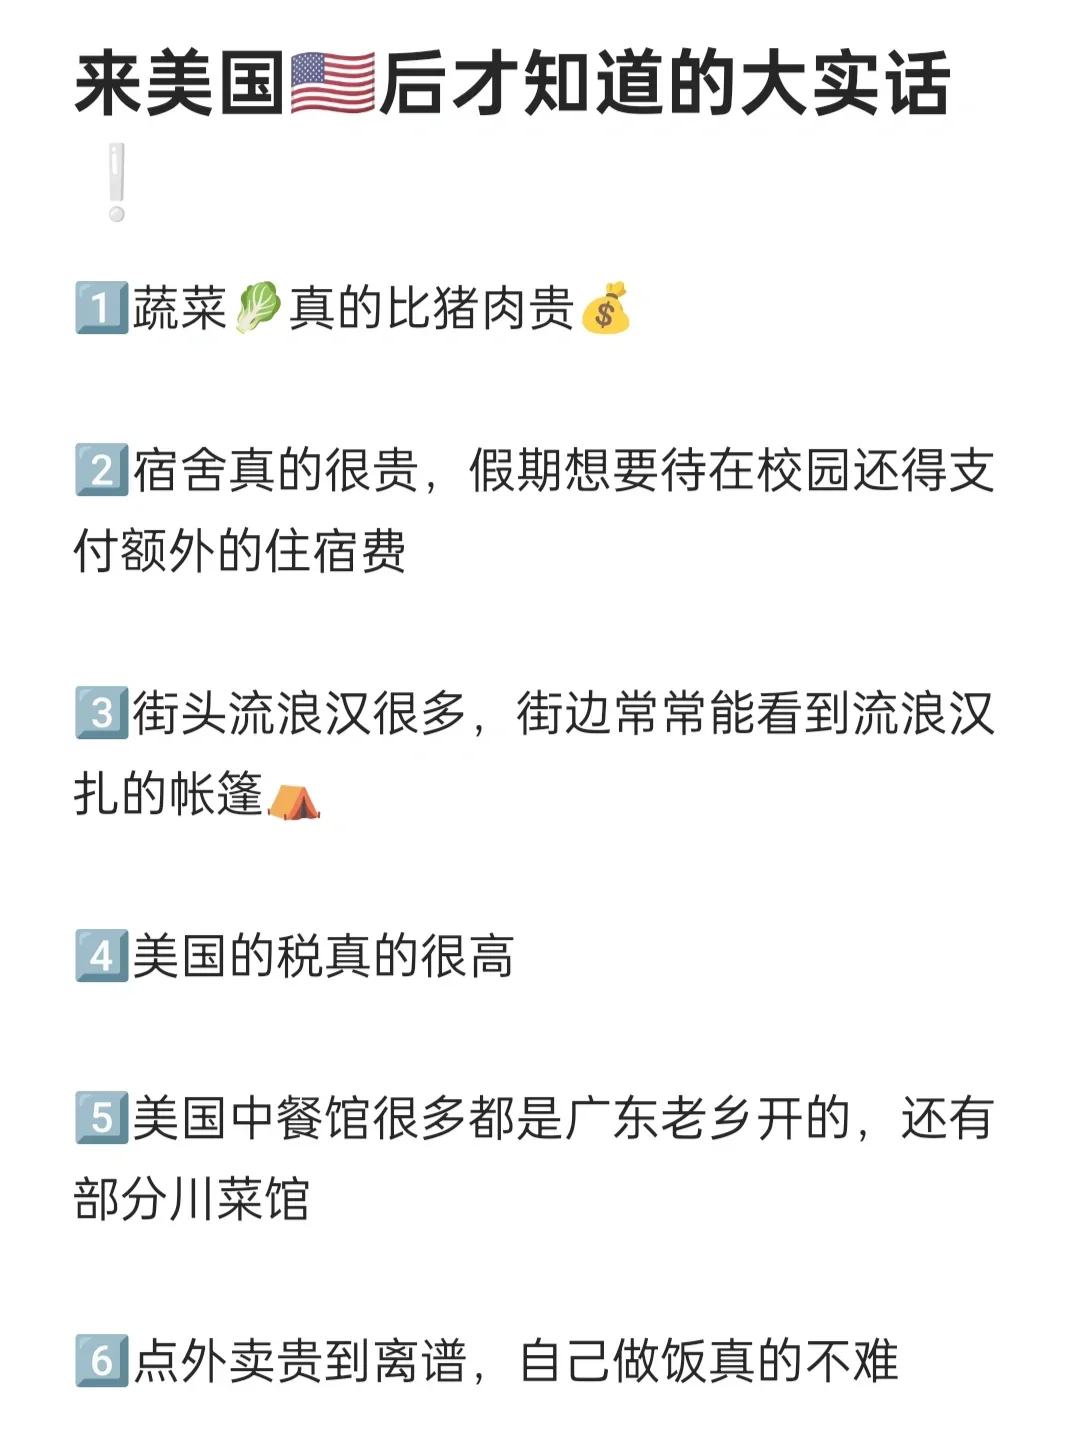 来美国🇺🇸后才知道的大实话
❕
1️⃣蔬菜🥬真的比猪肉贵💰
2️⃣宿舍真的很贵，假期想要待在校园还得支
付额外的住宿费
3️⃣街头流浪汉很多，街边常常能看到流浪汉
扎的帐篷⛺
4️⃣美国的税真的很高
5️⃣美国中餐馆很多都是广东老乡开的，还有
部分川菜馆
6️⃣点外卖贵到离谱，自己做饭真的不难